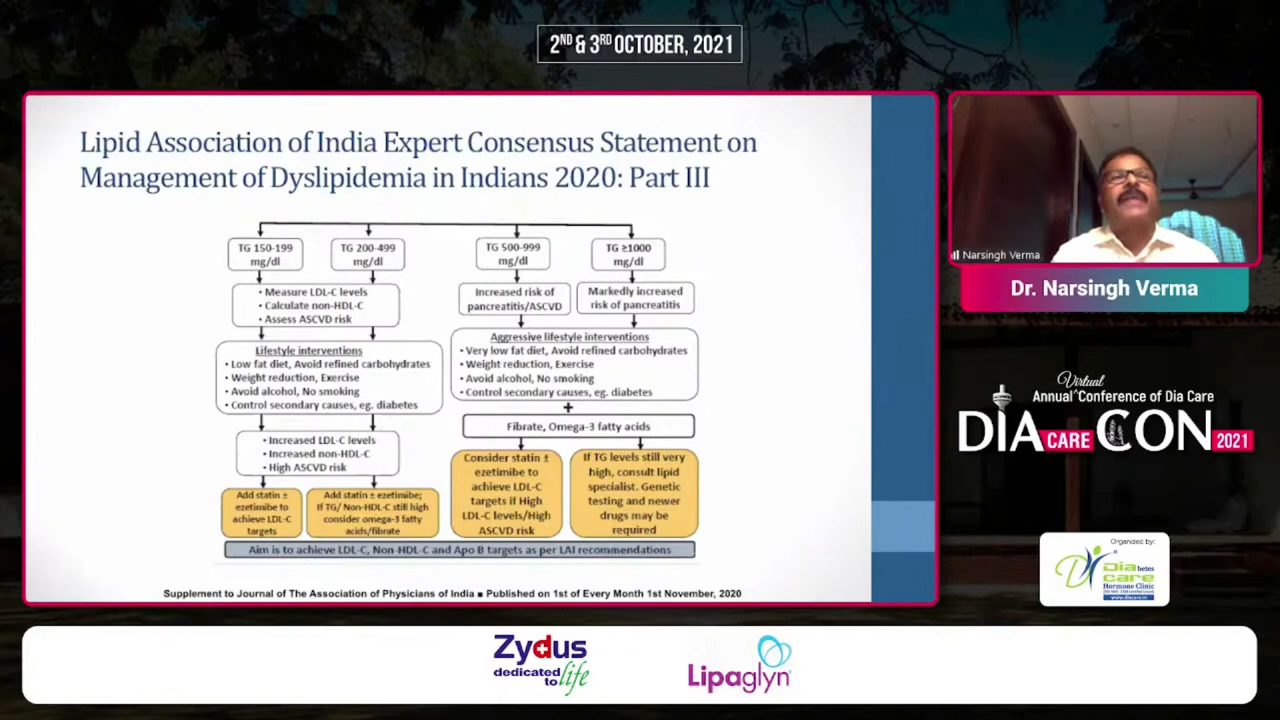 2ND & 3RD OCTOBER, 2021
Lipid Association of India Expert Consensus Statement on
Management of Dyslipidemia in Indians 2020: Part III
TG 150-199
mg/dl
TG 200-499
mg/dl
TG 500-999
mg/dl
TG ≥1000
mg/dl
• Measure LDL-C levels
• Calculate non-HDL-C
• Assess ASCVD risk
Increased risk of
pancreatitis/ASCVD
Markedly increased
risk of pancreatitis
Lifestyle interventions
• Low fat diet, Avoid refined carbohydrates
• Weight reduction, Exercise
• Avoid alcohol, No smoking
• Control secondary causes, eg. diabetes
Aggressive lifestyle interventions
• Very low fat diet, Avoid refined carbohydrates
• Weight reduction, Exercise
• Avoid alcohol, No smoking
• Control secondary causes, eg. diabetes
+
Fibrate, Omega-3 fatty acids
• Increased LDL-C levels
• Increased non-HDL-C
• High ASCVD risk
Add statin ±
ezetimibe to
achieve LDL-C
targets
Add statin ± ezetimibe;
If TG/ Non-HDL-C still high
consider omega-3 fatty
acids/fibrate
Consider statin ±
ezetimibe to
achieve LDL-C
targets if High
LDL-C levels/High
ASCVD risk
If TG levels still very
high, consult lipid
specialist. Genetic
testing and newer
drugs may be
required
Aim is to achieve LDL-C, Non-HDL-C and Apo B targets as per LAI recommendations
Supplement to Journal of The Association of Physicians of India ■ Published on 1st of Every Month 1st November, 2020
Narsingh Verma
Dr. Narsingh Verma
Virtual
Annual ^ Conference of Dia Care
DIA CARE CON 2021
Organized by:
Diabetes
care
Hormone Clinic
www.diacare.in
Zydus
dedicated
to life
Lipaglyn